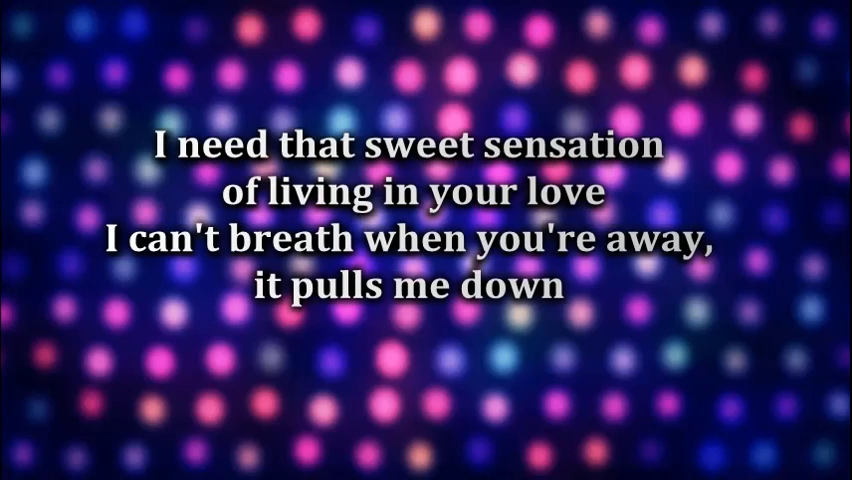 I need that sweet sensation
of living in your love
I can't breath when you're away,
it pulls me down